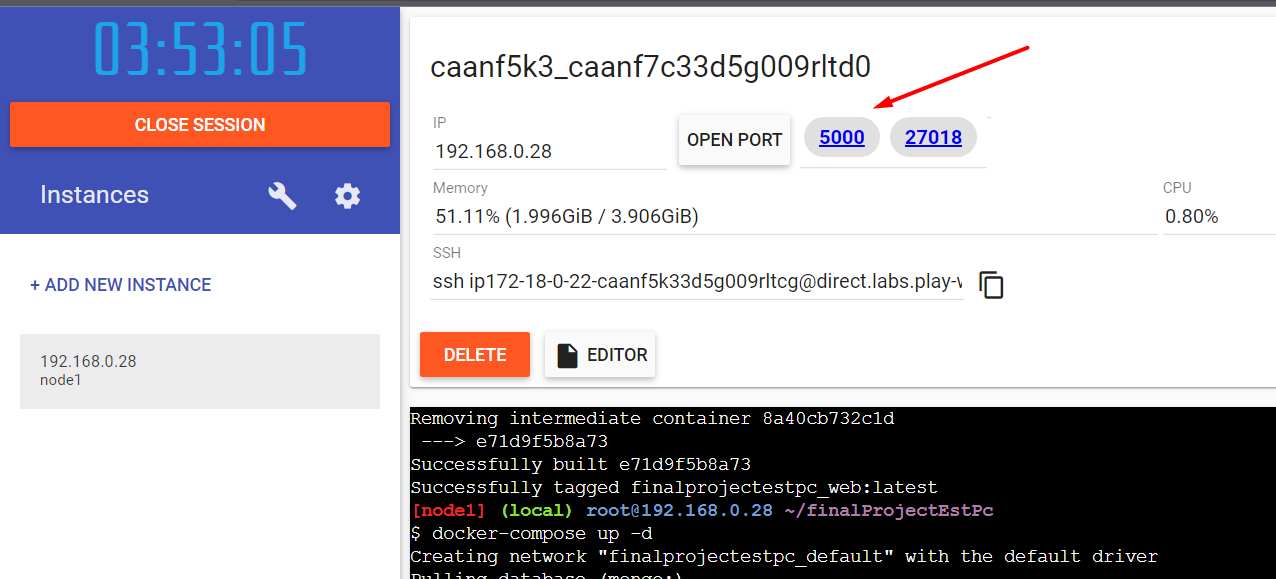 03:53:05
CLOSE SESSION
Instances
+ ADD NEW INSTANCE
192.168.0.28
node1
caanf5k3_caanf7c33d5g009rltd0
IP
192.168.0.28
OPEN PORT
5000
27018
Memory
51.11% (1.996GiB / 3.906GiB)
CPU
0.80%
SSH
ssh ip172-18-0-22-caanf5k33d5g009rltcg@direct.labs.play-
DELETE
EDITOR
Removing intermediate container 8a40cb732c1d
---> e71d9f5b8a73
Successfully built e71d9f5b8a73
Successfully tagged finalprojectestpc_web:latest
[node1] (local) root@192.168.0.28 ~/finalProjectEstPc
$ docker-compose up -d
Creating network "finalprojectestpc_default" with the default driver
Pulling database (mongo:)